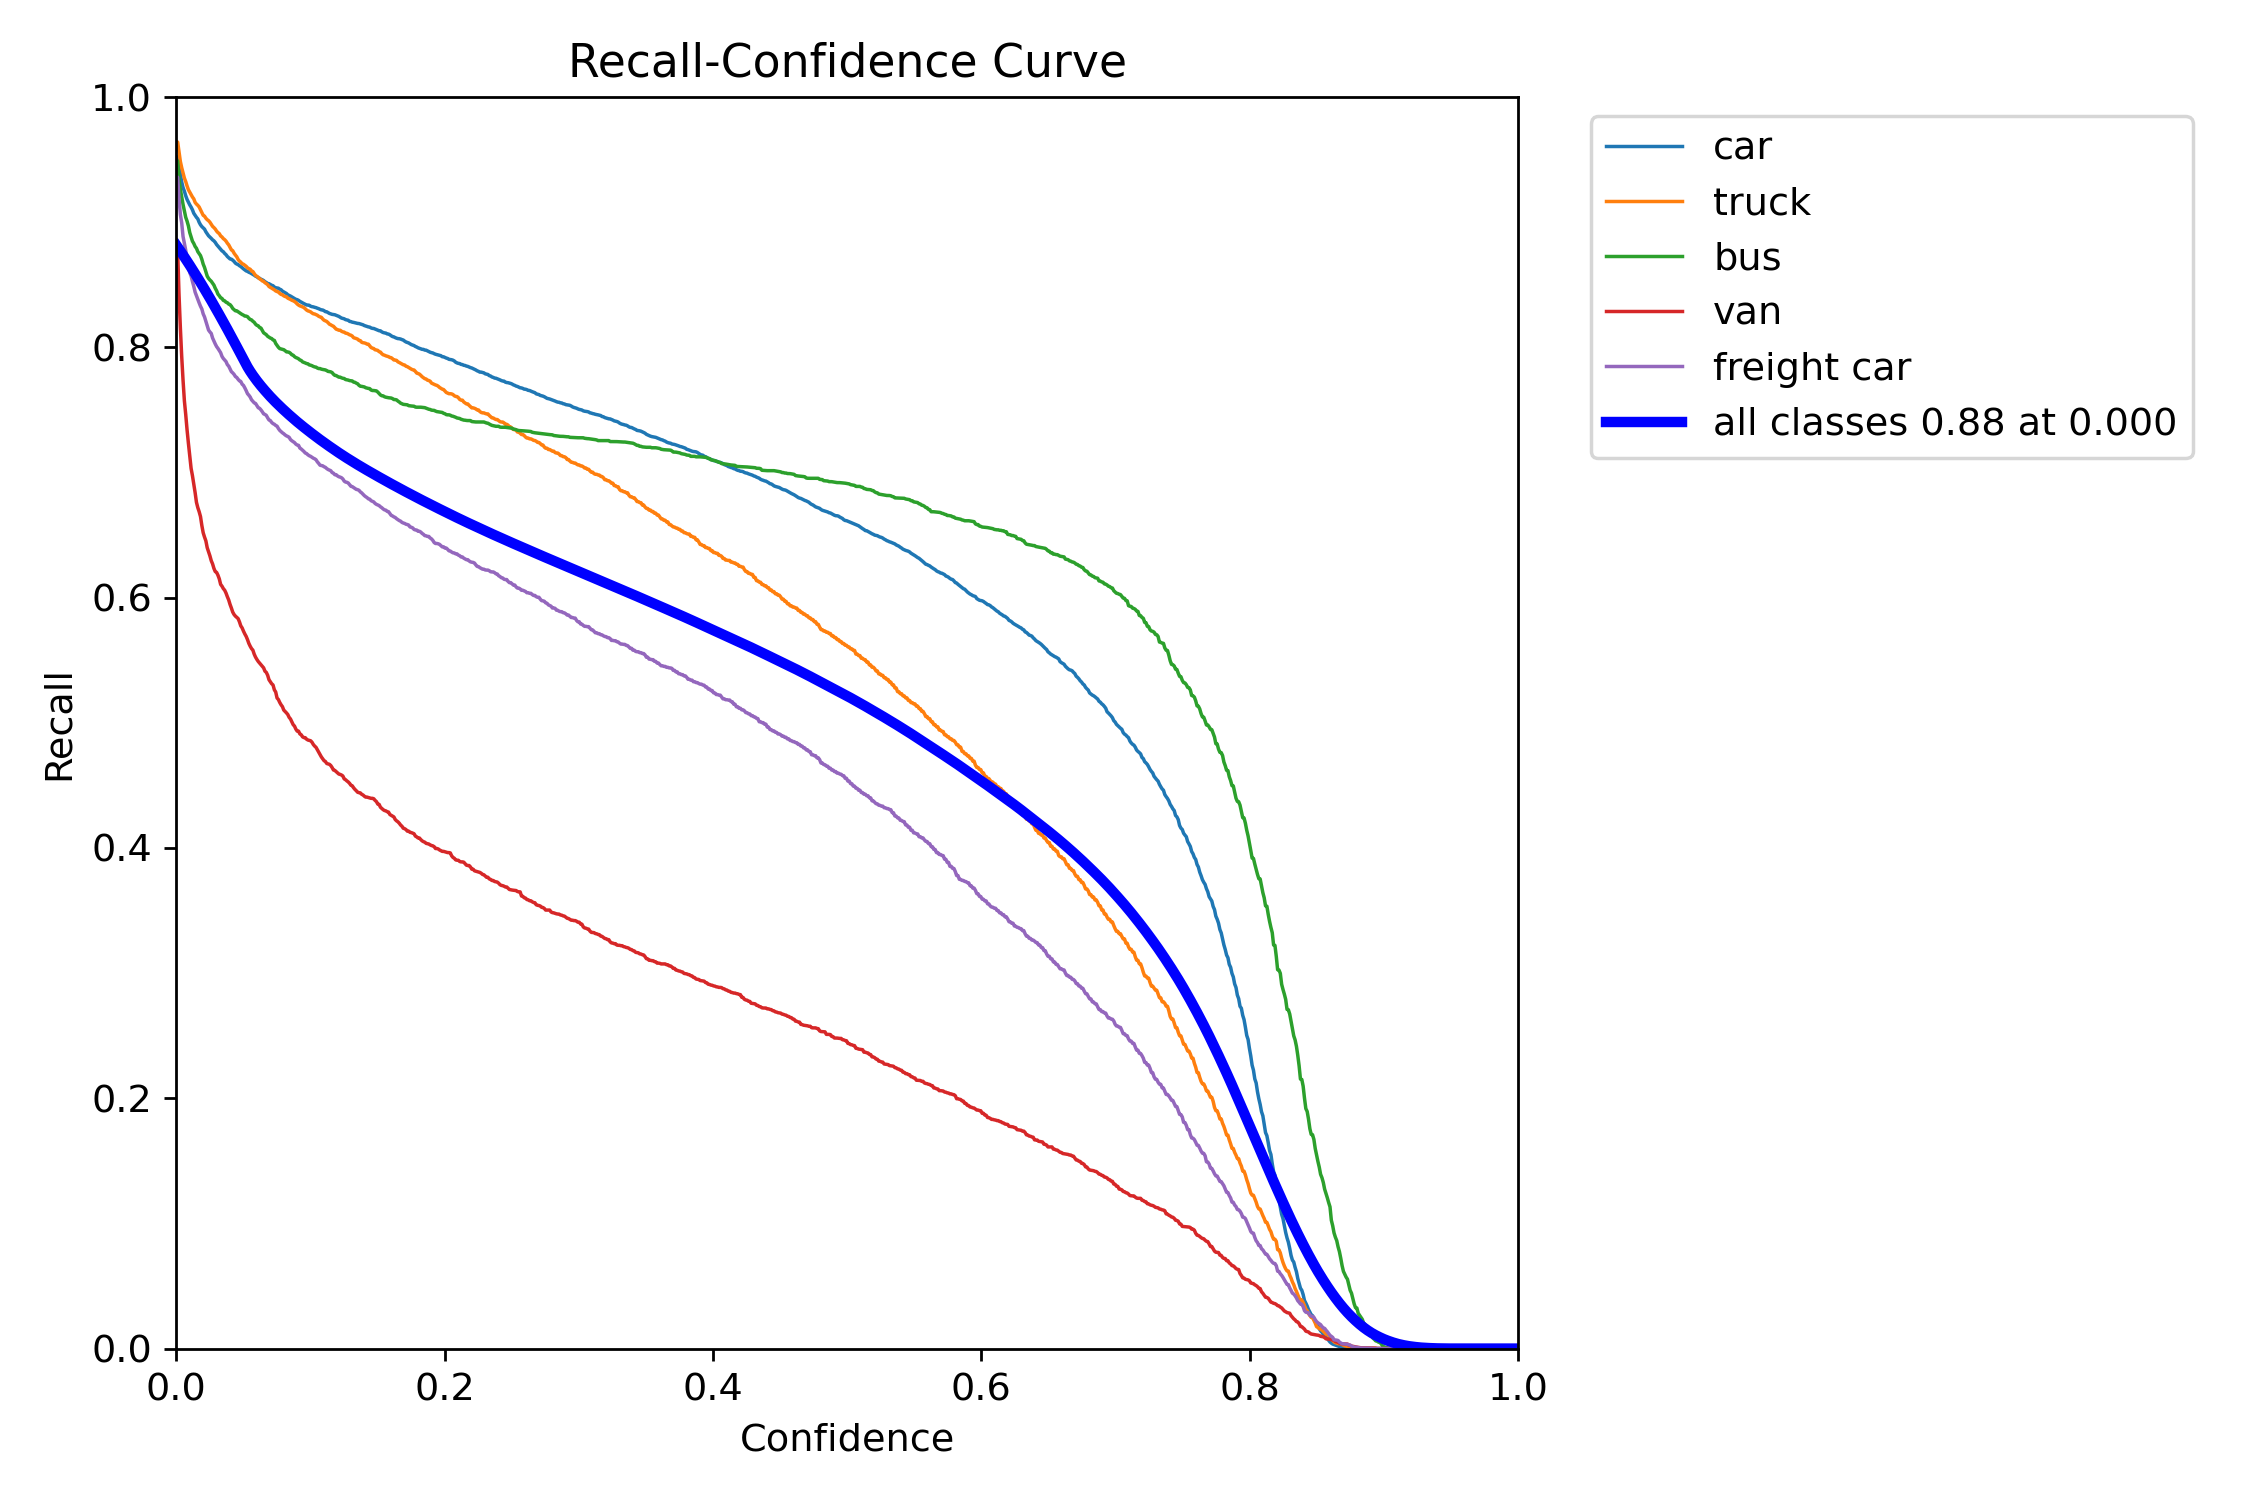 Recall-Confidence Curve
1.0
0.8
0.6
0.4
0.2
0.0
Recall
0.0 0.2 0.4 0.6 0.8 1.0
Confidence
car
truck
bus
van
freight car
all classes 0.88 at 0.000